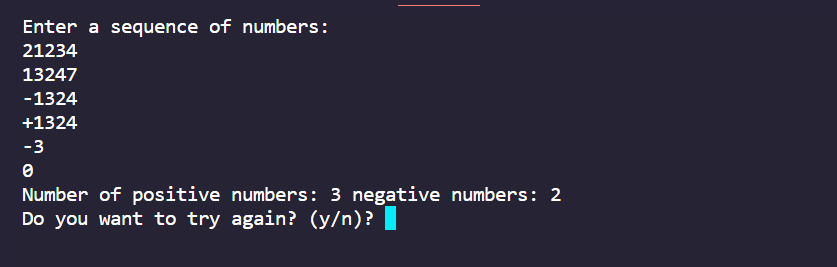 Enter a sequence of numbers:
21234
13247
-1324
+1324
-3
0
Number of positive numbers: 3 negative numbers: 2
Do you want to try again? (y/n)?